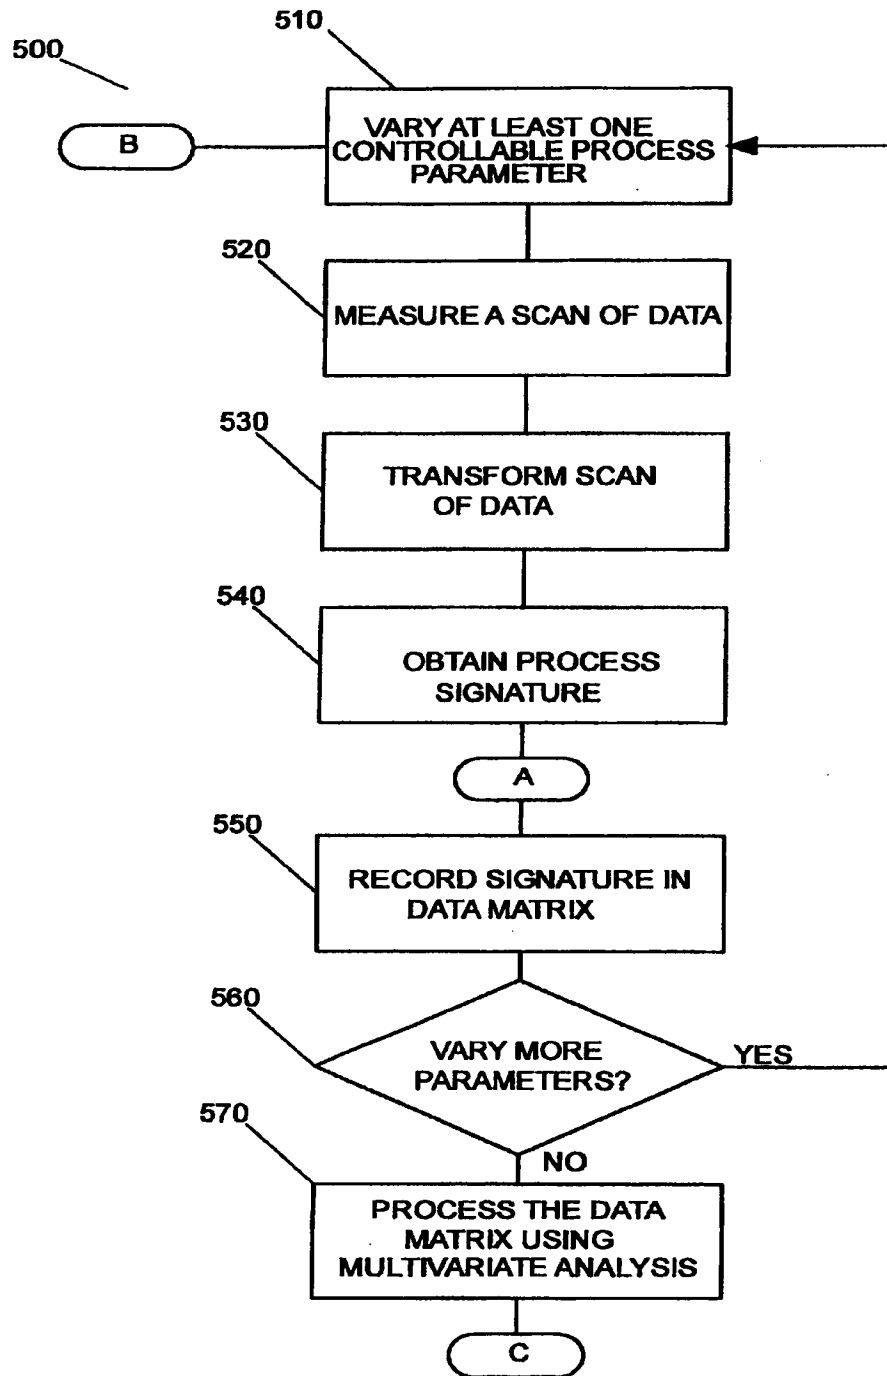 500
510
B
VARY AT LEAST ONE
CONTROLLABLE PROCESS
PARAMETER
520
MEASURE A SCAN OF DATA
530
TRANSFORM SCAN
OF DATA
540
OBTAIN PROCESS
SIGNATURE
A
550
RECORD SIGNATURE IN
DATA MATRIX
560
VARY MORE
PARAMETERS?
YES
570
NO
PROCESS THE DATA
MATRIX USING
MULTIVARIATE ANALYSIS
C